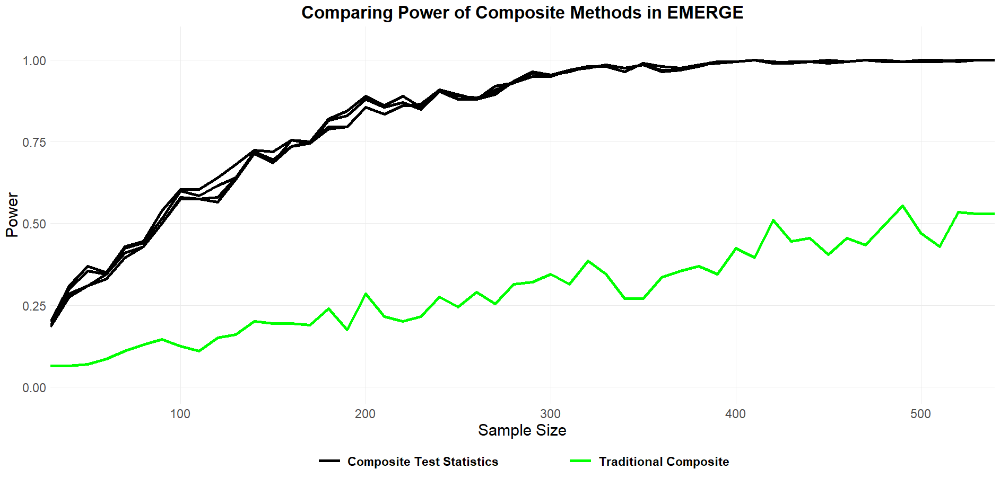 Comparing Power of Composite Methods in EMERGE
1.00
0.75
0.50
0.25
0.00
Power
100 200 300 400 500
Sample Size
Composite Test Statistics Traditional Composite